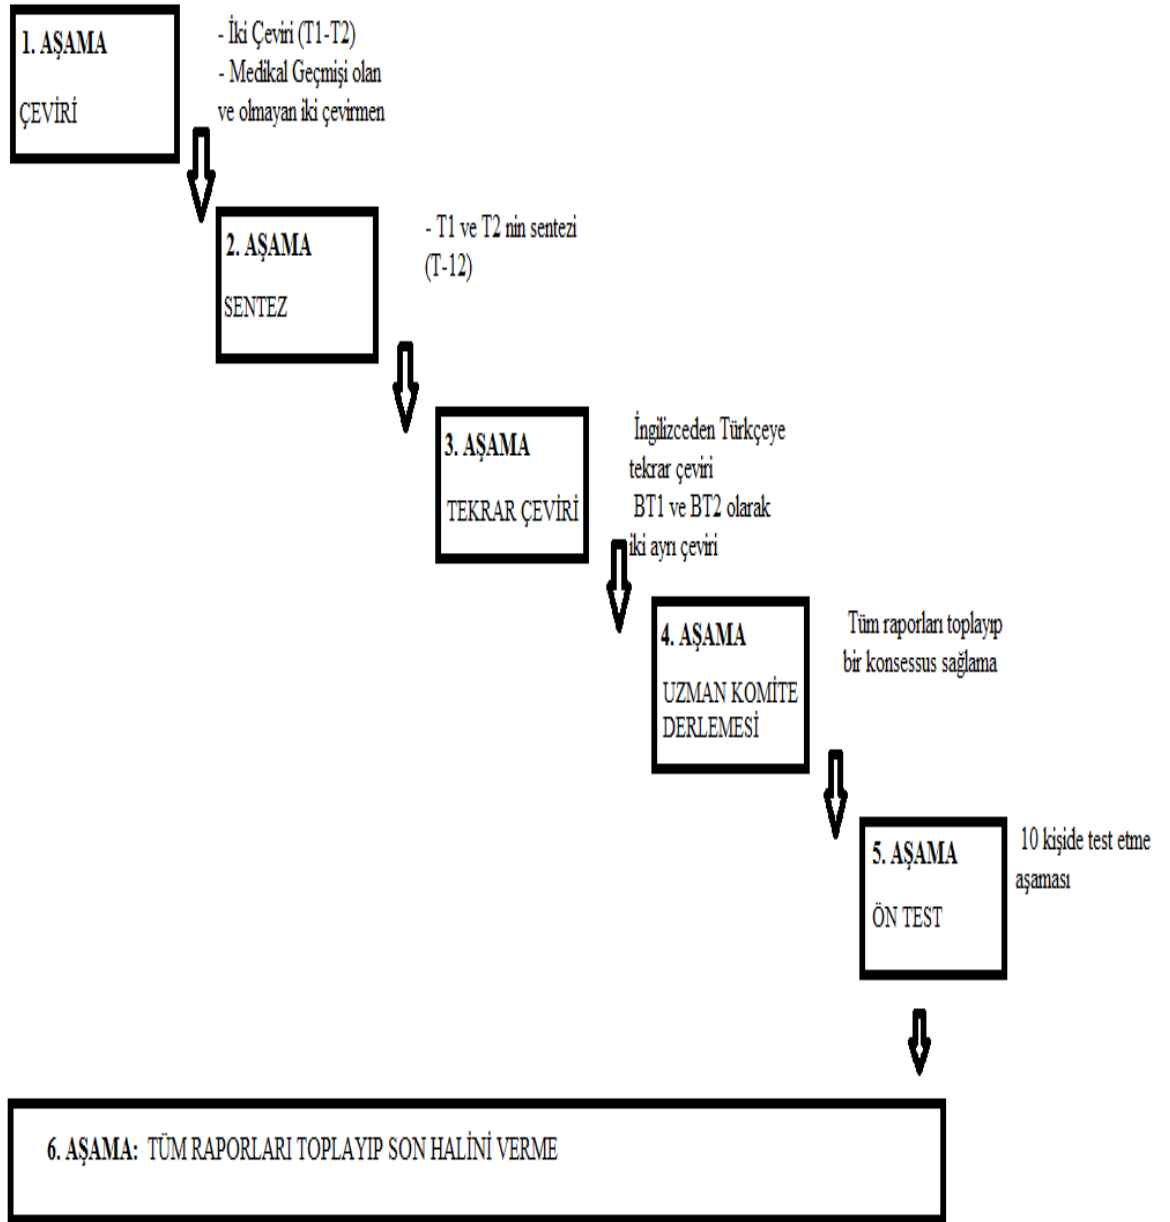 1. AŞAMA
ÇEVİRİ
- İki Çeviri (T1-T2)
- Medikal Geçmişi olan
ve olmayan iki çevirmen
2. AŞAMA
SENTEZ
- T1 ve T2 nin sentezi
(T-12)
3. AŞAMA
TEKRAR ÇEVİRİ
İngilizceden Türkçeye
tekrar çeviri
BT1 ve BT2 olarak
iki ayrı çeviri
4. AŞAMA
UZMAN KOMİTE
DERLEMESİ
Tüm raporları toplayıp
bir konsessus sağlama
5. AŞAMA
ÖN TEST
10 kişide test etme
aşaması
6. AŞAMA: TÜM RAPORLARI TOPLAYIP SON HALİNİ VERME